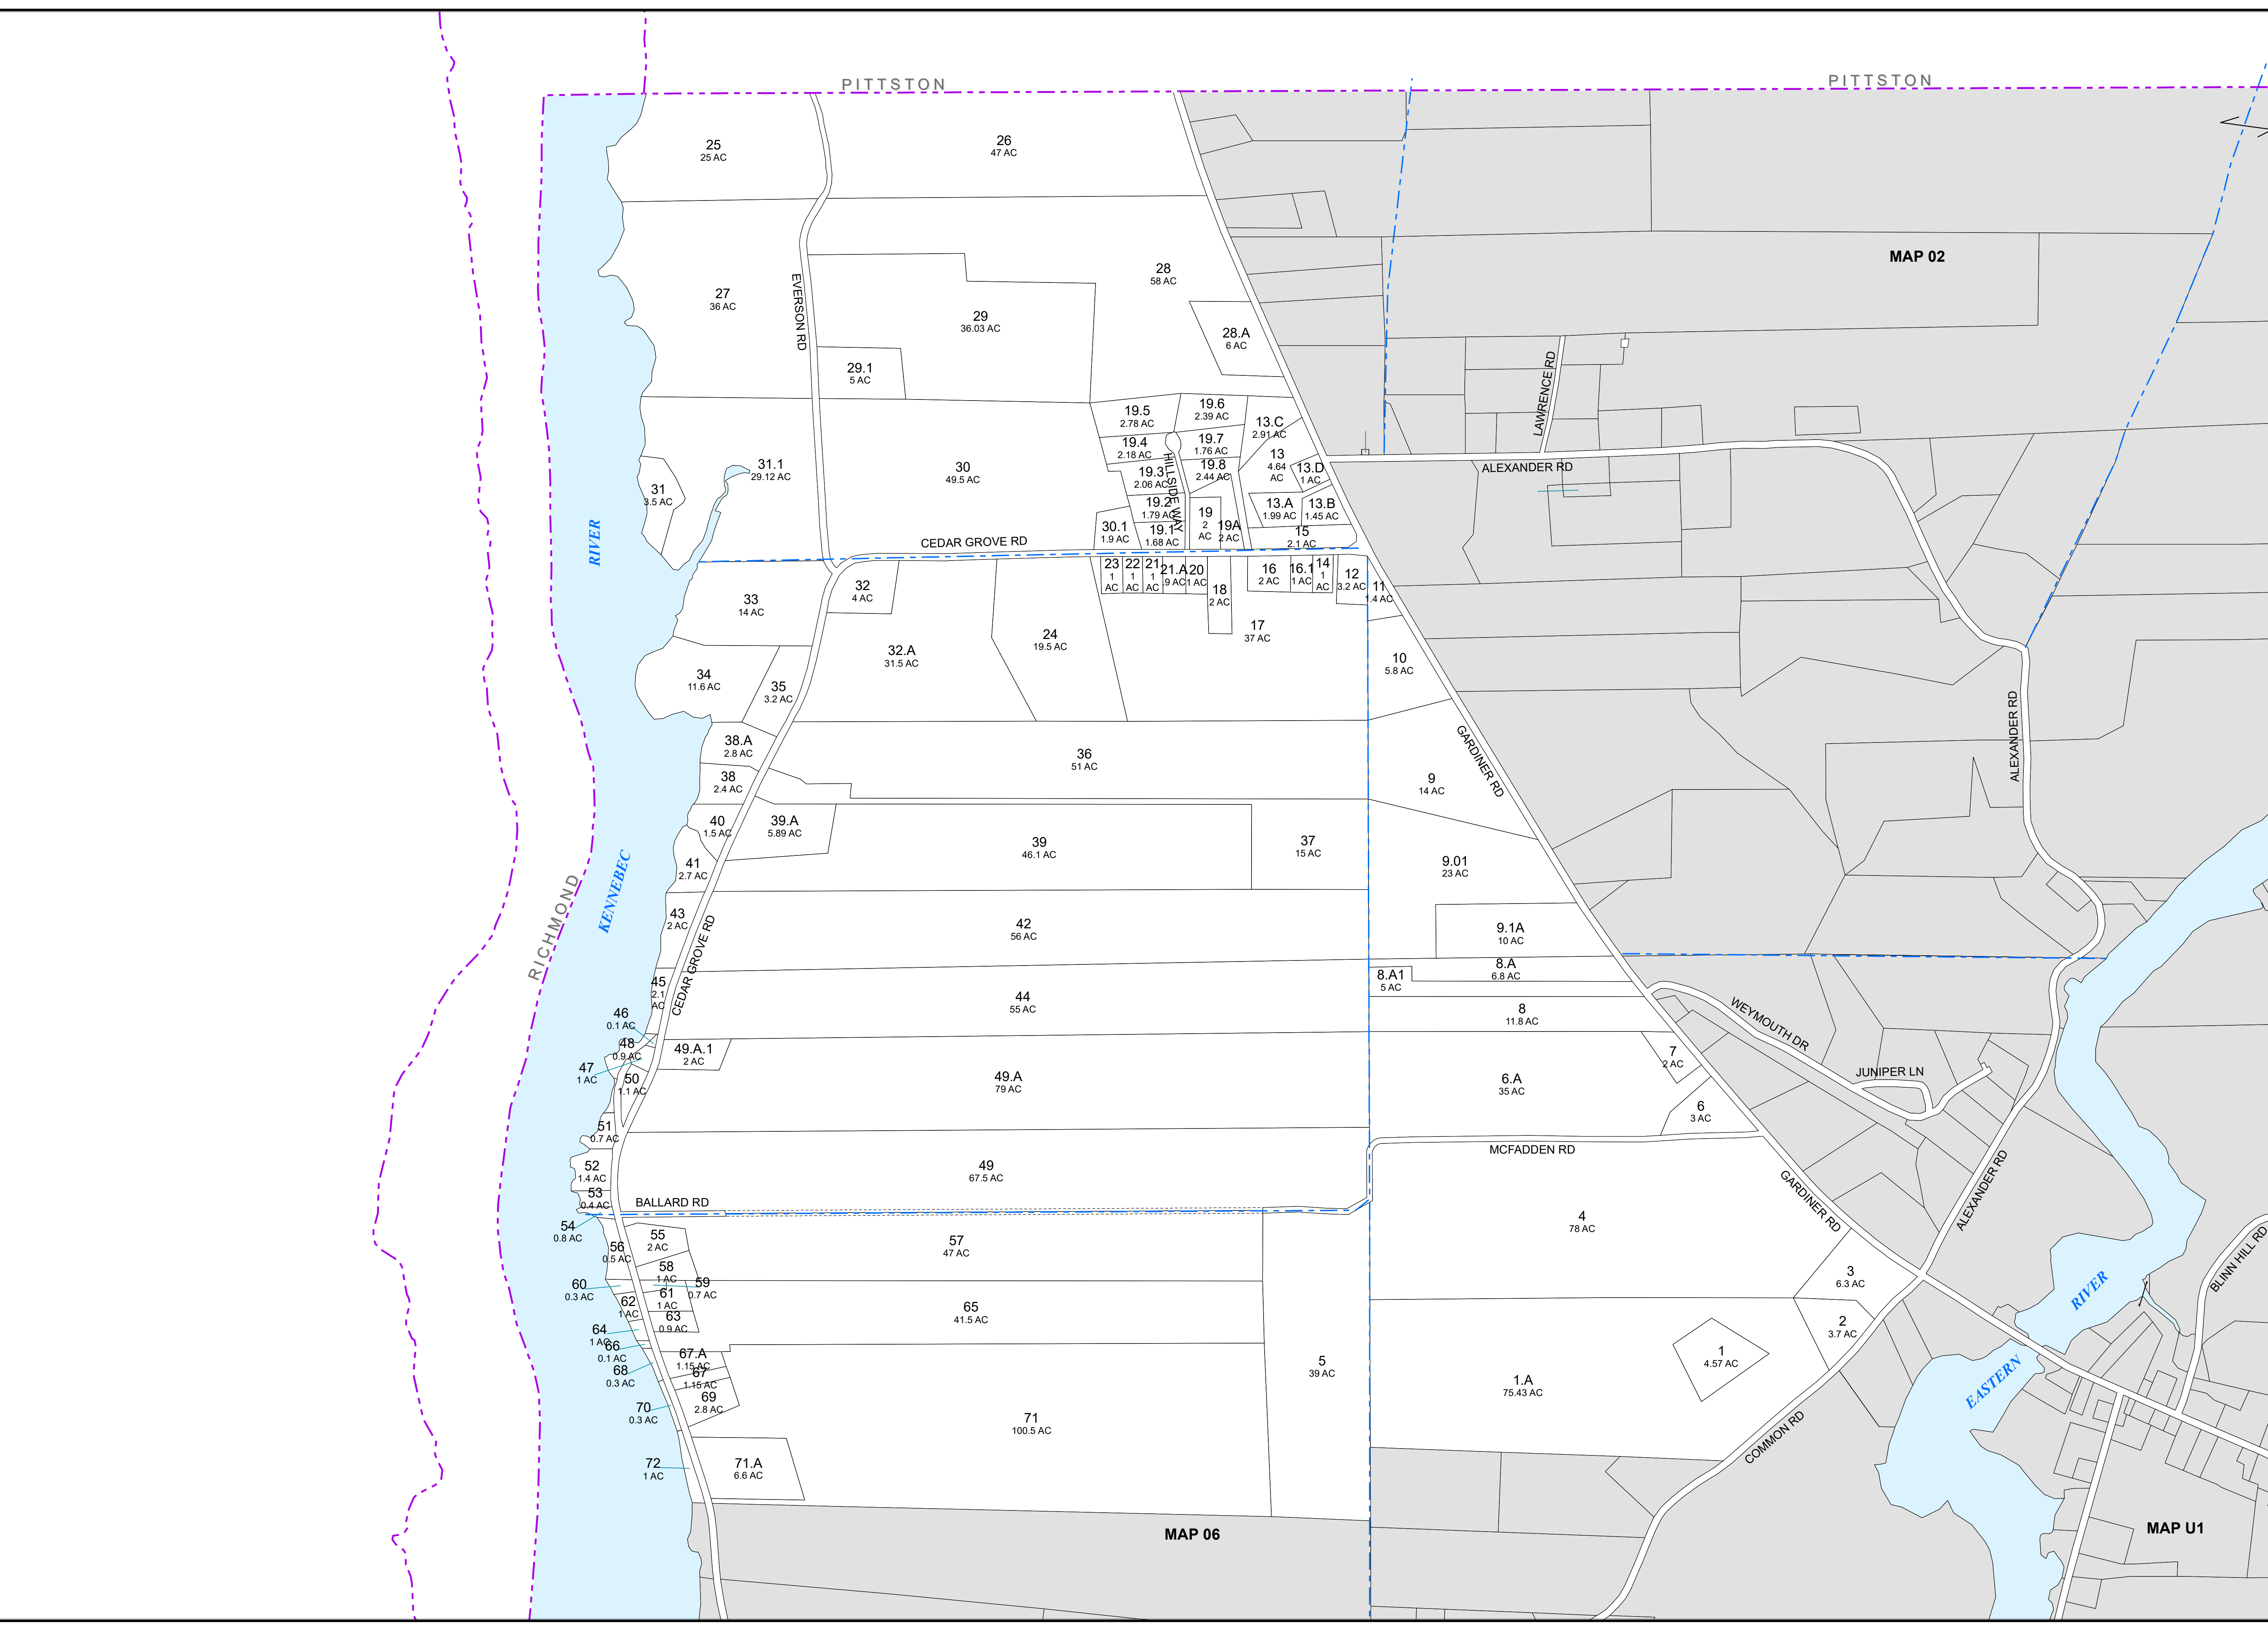 PITTSTON
PITTSTON
25
25 AC
26
47 AC
MAP 02
27
36 AC
EVERSON RD
28
58 AC
29
36.03 AC
28.A
6 AC
29.1
5 AC
LAWRENCE RD
19.5
2.78 AC
19.6
2.39 AC
13.C
2.91 AC
19.4
2.18 AC
19.7
1.76 AC
31.1
29.12 AC
30
49.5 AC
19.3
2.06 AC
HILLSIDE WAY
19.8
2.44 AC
13
4.64
AC
13.D
1 AC
ALEXANDER RD
31
3.5 AC
19.2
1.79 AC
19
2
AC
13.A
1.99 AC
13.B
1.45 AC
30.1
1.9 AC
19.1
1.68 AC
19A
2 AC
15
2.1 AC
RIVER
CEDAR GROVE RD
23
1
AC
22
1
AC
21
1
AC
21.A
.9 AC
20
1 AC
18
2 AC
16
2 AC
16.1
1 AC
14
1
AC
12
3.2 AC
11
1.4 AC
33
14 AC
32
4 AC
17
37 AC
24
19.5 AC
32.A
31.5 AC
10
5.8 AC
34
11.6 AC
35
3.2 AC
ALEXANDER RD
38.A
2.8 AC
36
51 AC
GARDINER RD
38
2.4 AC
9
14 AC
40
1.5 AC
39.A
5.89 AC
39
46.1 AC
37
15 AC
41
2.7 AC
9.01
23 AC
KENNEBEC
RICHMOND
43
2 AC
CEDAR GROVE RD
42
56 AC
9.1A
10 AC
45
2.1
AC
44
55 AC
8.A1
5 AC
8.A
6.8 AC
8
11.8 AC
WEYMOUTH DR
46
0.1 AC
48
0.9 AC
49.A.1
2 AC
7
2 AC
JUNIPER LN
47
1 AC
50
1.1 AC
49.A
79 AC
6.A
35 AC
6
3 AC
51
0.7 AC
MCFADDEN RD
52
1.4 AC
49
67.5 AC
53
0.4 AC
BALLARD RD
GARDINER RD
ALEXANDER RD
54
0.8 AC
4
78 AC
55
2 AC
56
0.5 AC
57
47 AC
BLINN HILL RD
58
1 AC
60
0.3 AC
59
0.7 AC
3
6.3 AC
RIVER
61
1 AC
62
1 AC
63
0.9 AC
65
41.5 AC
2
3.7 AC
64
1 AC
66
0.1 AC
67.A
1.15 AC
1
4.57 AC
68
0.3 AC
67
1.15 AC
5
39 AC
EASTERN
1.A
75.43 AC
69
2.8 AC
70
0.3 AC
71
100.5 AC
COMMON RD
72
1 AC
71.A
6.6 AC
MAP 06
MAP U1